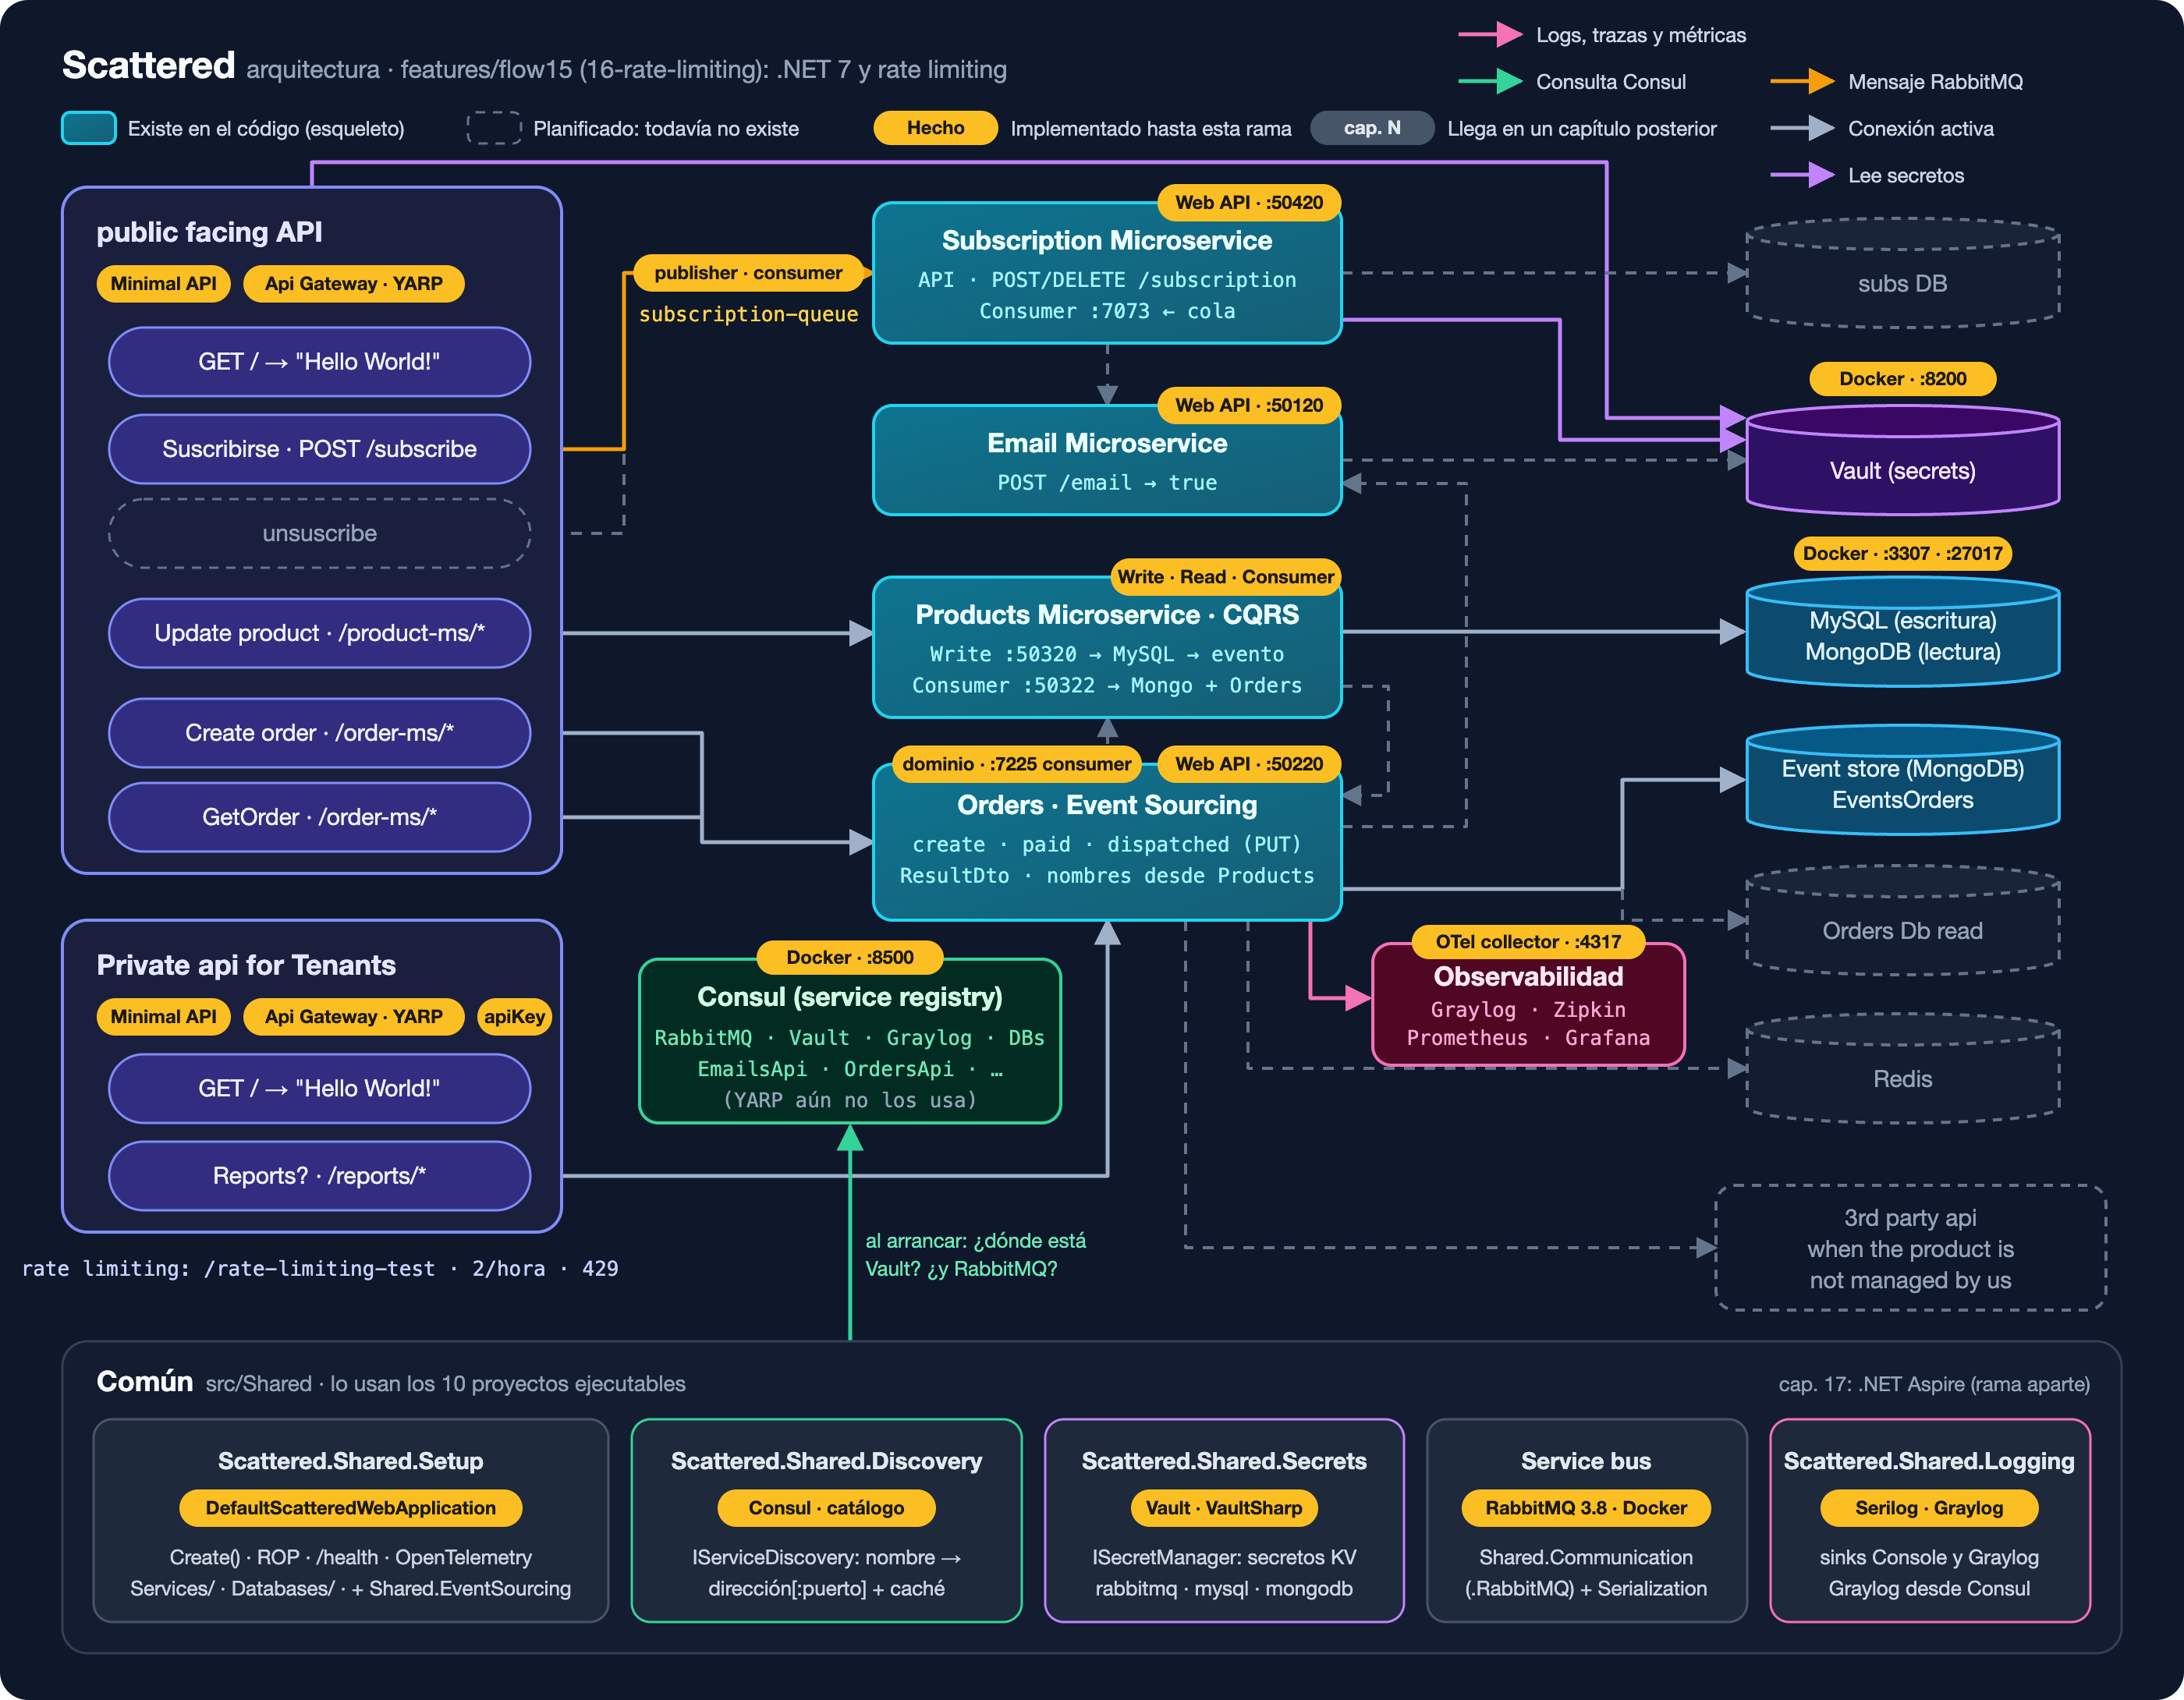 Scattered arquitectura · features/flow15 (16-rate-limiting): .NET 7 y rate limiting
Logs, trazas y métricas
Consulta Consul
Mensaje RabbitMQ
Existe en el código (esqueleto)
Planificado: todavía no existe
Hecho
Implementado hasta esta rama
cap. N
Llega en un capítulo posterior
Conexión activa
Lee secretos
public facing API
Minimal API
Api Gateway · YARP
GET / → "Hello World!"
Suscribirse · POST /subscribe
unsuscribe
Update product · /product-ms/*
Create order · /order-ms/*
GetOrder · /order-ms/*
publisher · consumer
subscription-queue
Web API · :50420
Subscription Microservice
API · POST/DELETE /subscription
Consumer :7073 ← cola
Web API · :50120
Email Microservice
POST /email → true
Write · Read · Consumer
Products Microservice · CQRS
Write :50320 → MySQL → evento
Consumer :50322 → Mongo + Orders
dominio · :7225 consumer
Web API · :50220
Orders · Event Sourcing
create · paid · dispatched (PUT)
ResultDto · nombres desde Products
subs DB
Docker · :8200
Vault (secrets)
Docker · :3307 · :27017
MySQL (escritura)
MongoDB (lectura)
Event store (MongoDB)
EventsOrders
Orders Db read
Redis
3rd party api
when the product is
not managed by us
Private api for Tenants
Minimal API
Api Gateway · YARP
apiKey
GET / → "Hello World!"
Reports? · /reports/*
rate limiting: /rate-limiting-test · 2/hora · 429
Docker · :8500
Consul (service registry)
RabbitMQ · Vault · Graylog · DBs
EmailsApi · OrdersApi · …
(YARP aún no los usa)
OTel collector · :4317
Observabilidad
Graylog · Zipkin
Prometheus · Grafana
al arrancar: ¿dónde está
Vault? ¿y RabbitMQ?
Común src/Shared · lo usan los 10 proyectos ejecutables
cap. 17: .NET Aspire (rama aparte)
Scattered.Shared.Setup
DefaultScatteredWebApplication
Create() · ROP · /health · OpenTelemetry
Services/ · Databases/ · + Shared.EventSourcing
Scattered.Shared.Discovery
Consul · catálogo
IServiceDiscovery: nombre →
dirección[:puerto] + caché
Scattered.Shared.Secrets
Vault · VaultSharp
ISecretManager: secretos KV
rabbitmq · mysql · mongodb
Service bus
RabbitMQ 3.8 · Docker
Shared.Communication
(.RabbitMQ) + Serialization
Scattered.Shared.Logging
Serilog · Graylog
sinks Console y Graylog
Graylog desde Consul